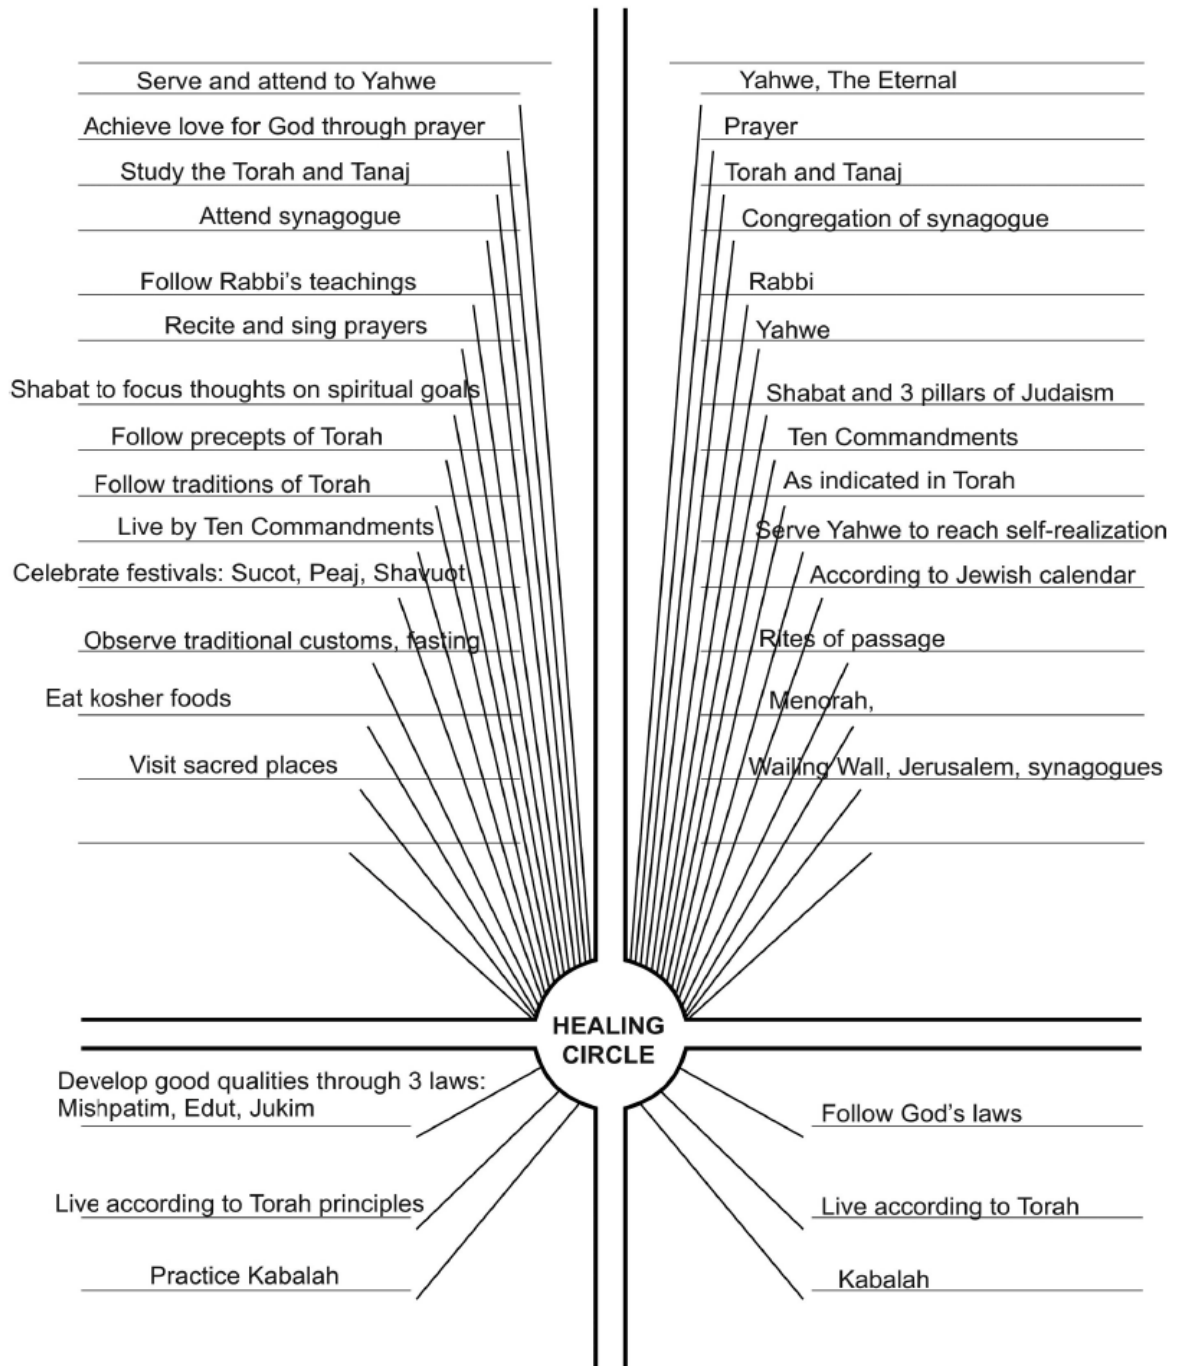 Serve and attend to Yahwe
Achieve love for God through prayer
Study the Torah and Tanaj
Attend synagogue
Follow Rabbi's teachings
Recite and sing prayers
Shabat to focus thoughts on spiritual goals
Follow precepts of Torah
Follow traditions of Torah
Live by Ten Commandments
Celebrate festivals: Sucot, Peaj, Shavuot
Observe traditional customs, fasting
Eat kosher foods
Visit sacred places
Yahwe, The Eternal
Prayer
Torah and Tanaj
Congregation of synagogue
Rabbi
Yahwe
Shabat and 3 pillars of Judaism
Ten Commandments
As indicated in Torah
Serve Yahwe to reach self-realization
According to Jewish calendar
Rites of passage
Menorah,
Wailing Wall, Jerusalem, synagogues
HEALING
CIRCLE
Develop good qualities through 3 laws:
Mishpatim, Edut, Jukim
Live according to Torah principles
Practice Kabalah
Follow God's laws
Live according to Torah
Kabalah